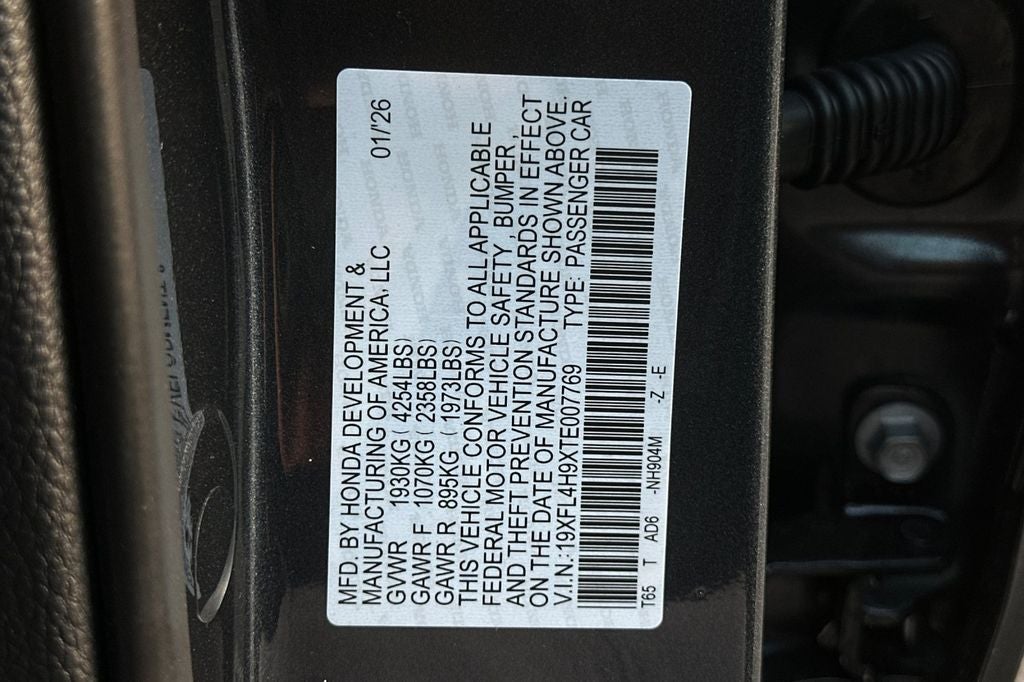 MFD. BY HONDA DEVELOPMENT &
MANUFACTURING OF AMERICA, LLC 01/'26
GVWR 1930KG ( 4254LBS)
GAWR F 1070KG ( 2358LBS)
GAWR R 895KG ( 1973LBS)
THIS VEHICLE CONFORMS TO ALL APPLICABLE
FEDERAL MOTOR VEHICLE SAFETY , BUMPER ,
AND THEFT PREVENTION STANDARDS IN EFFECT
ON THE DATE OF MANUFACTURE SHOWN ABOVE.
V.I.N.:19XFL4H9XTE007769 TYPE: PASSENGER CAR
T65 T AD6 -NH904M -Z -E